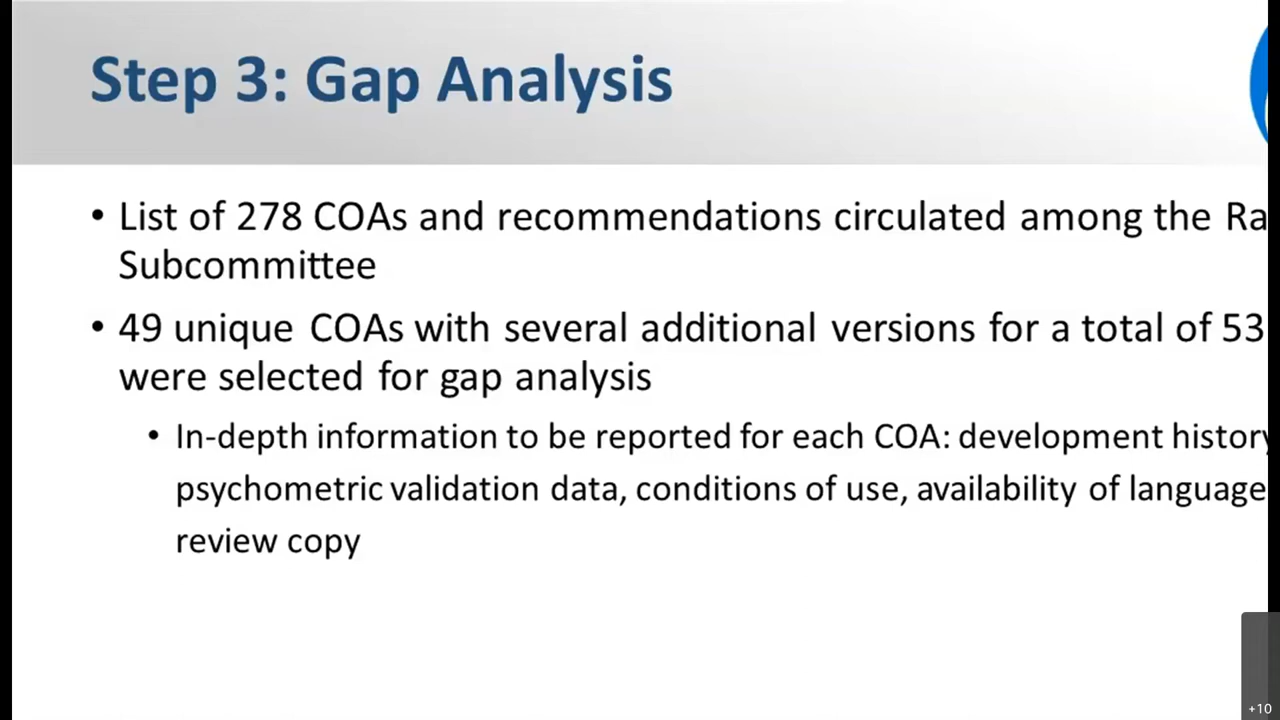 Step 3: Gap Analysis
• List of 278 COAs and recommendations circulated among the Ra
Subcommittee
• 49 unique COAs with several additional versions for a total of 53
were selected for gap analysis
• In-depth information to be reported for each COA: development history
psychometric validation data, conditions of use, availability of language
review copy
+10